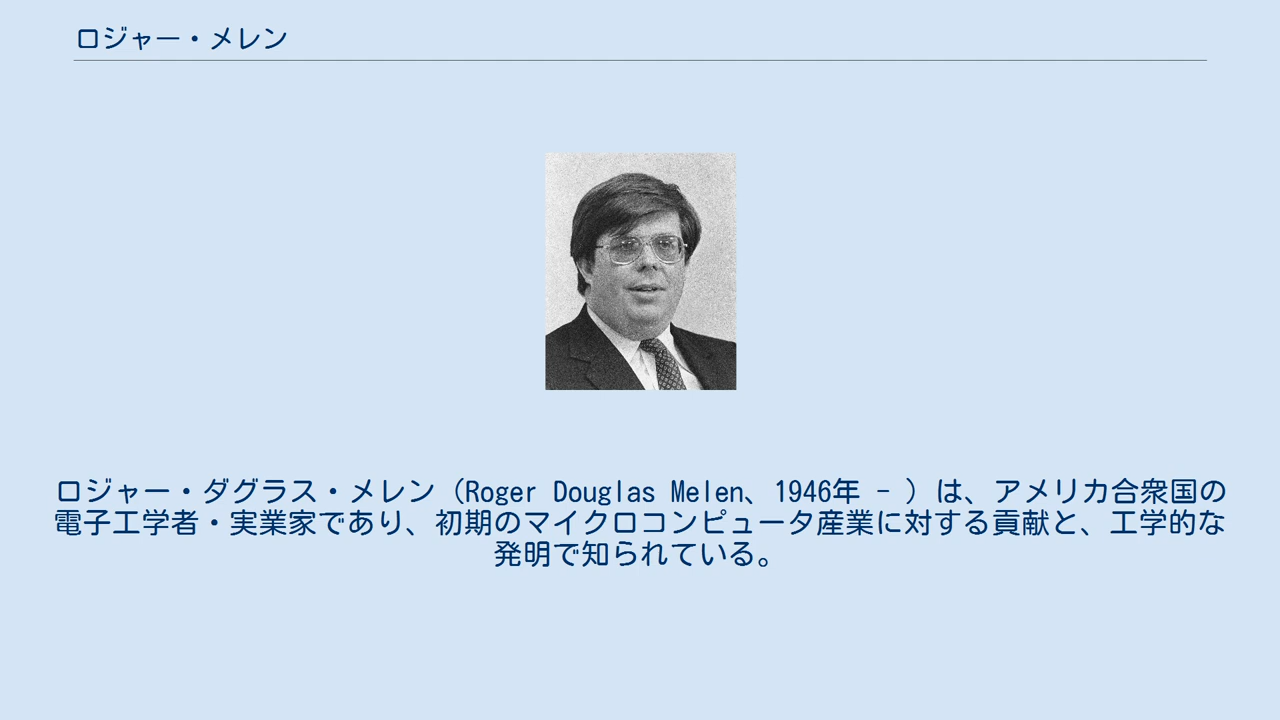 ロジャー・メレン
ロジャー・ダグラス・メレン（Roger Douglas Melen、1946年 - ）は、アメリカ合衆国の
電子工学者・実業家であり、初期のマイクロコンピュータ産業に対する貢献と、工学的な
発明で知られている。